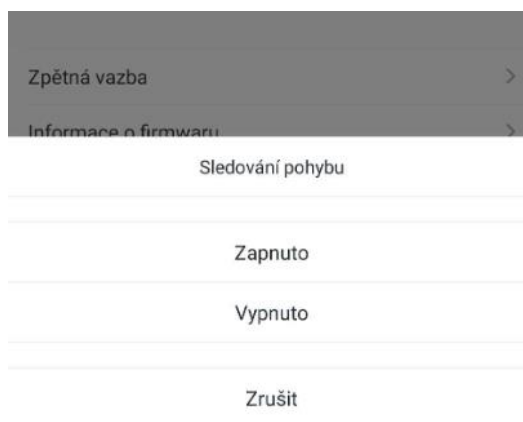 Zpětná vazba
Informace o firmwaru
Sledování pohybu
Zapnuto
Vypnuto
Zrušit